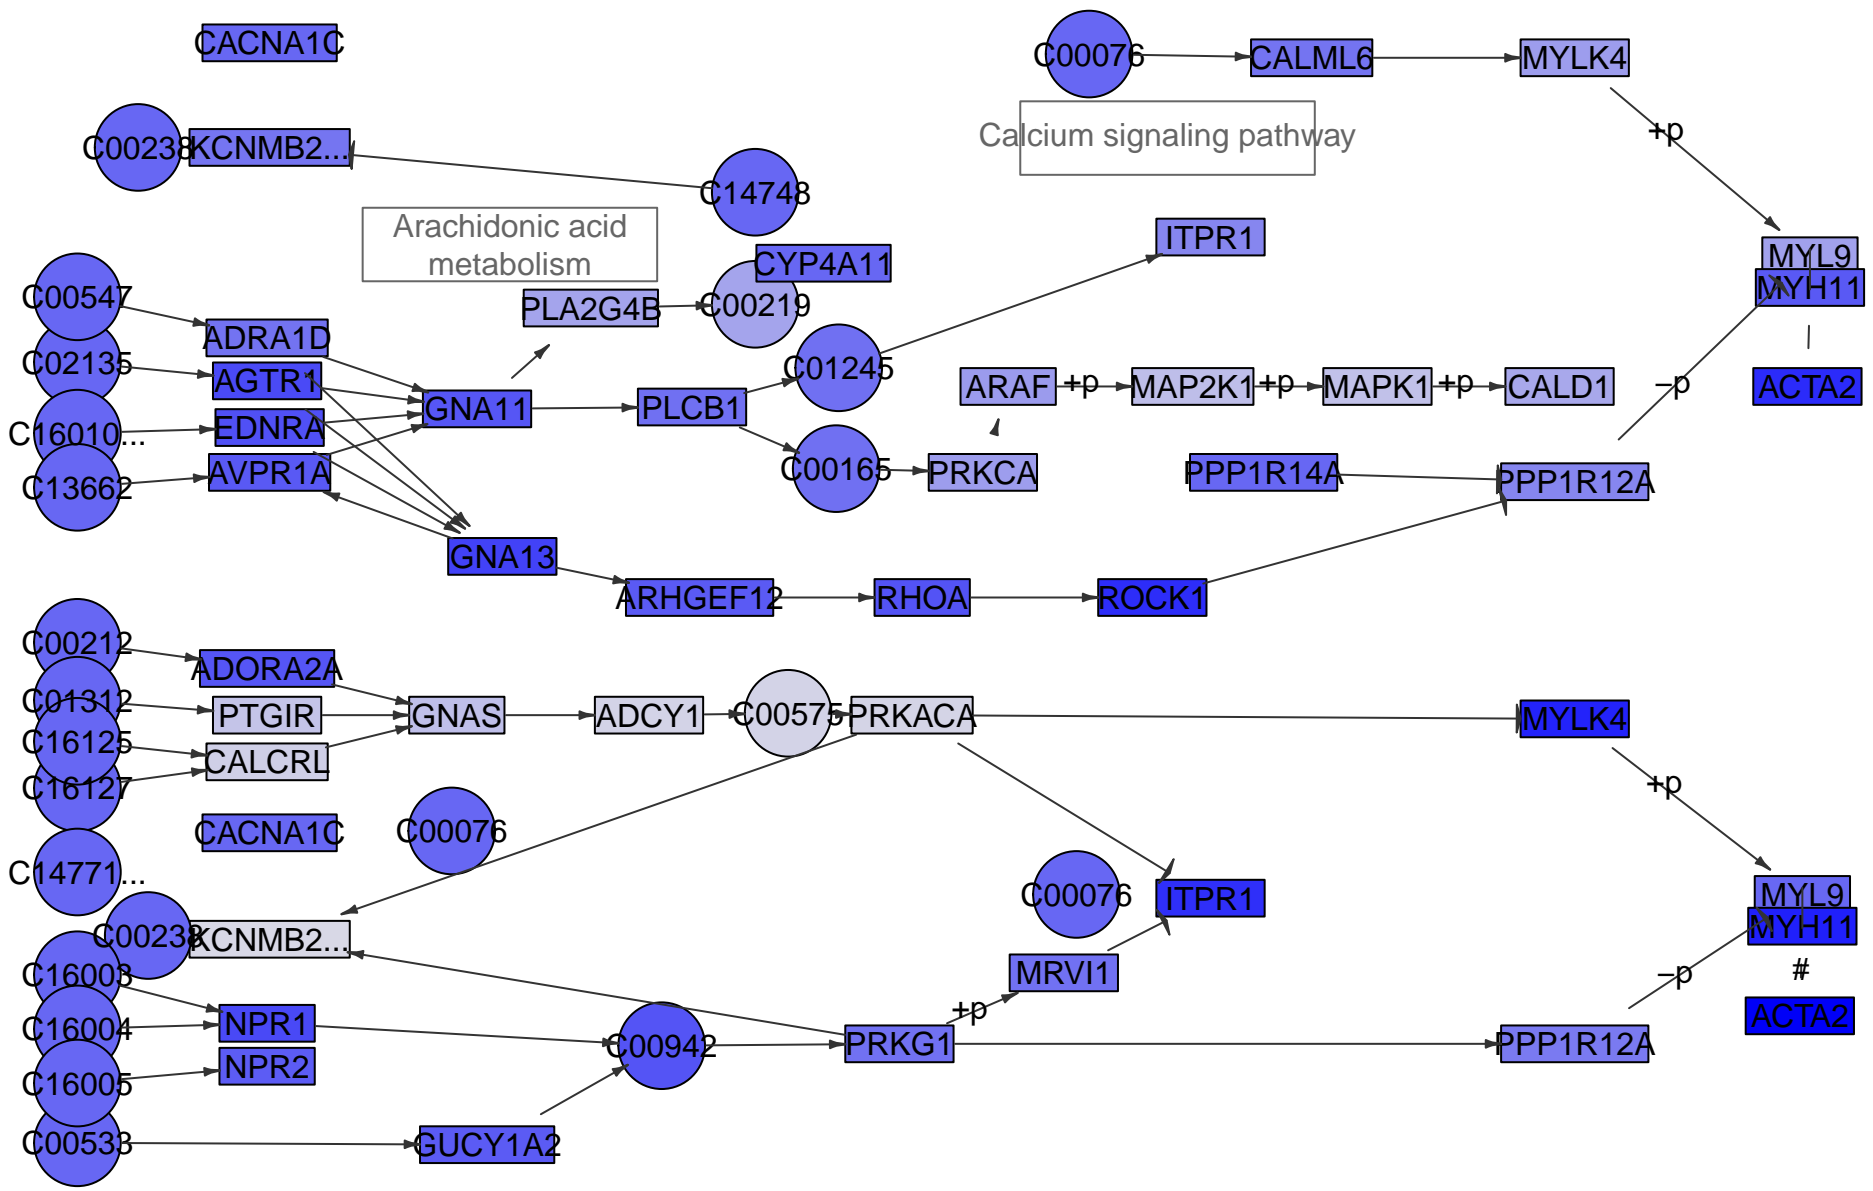 CACNA1C
C00076
CALML6
MYLK4
+p
Calcium signaling pathway
C00238
KCNMB2...
C14748
Arachidonic acid
metabolism
ITPR1
CYP4A11
MYL9
MYH11
C00547
PLA2G4B
C00219
ADRA1D
C02135
AGTR1
GNA11
PLCB1
C01245
ARAF
+p
MAP2K1
+p
MAPK1
+p
CALD1
–p
ACTA2
C16010...
EDNRA
C13662
AVPR1A
C00165
PRKCA
PPP1R14A
PPP1R12A
GNA13
ARHGEF12
RHOA
ROCK1
C00212
ADORA2A
C01312
PTGIR
GNAS
ADCY1
C00575
PRKACA
MYLK4
C16125
CALCRL
C16127
+p
CACNA1C
C00076
C14771...
C00076
ITPR1
MYL9
MYH11
C00238
KCNMB2...
C16003
MRVI1
–p
#
+p
ACTA2
C16004
NPR1
C00942
PRKG1
PPP1R12A
C16005
NPR2
C00533
GUCY1A2